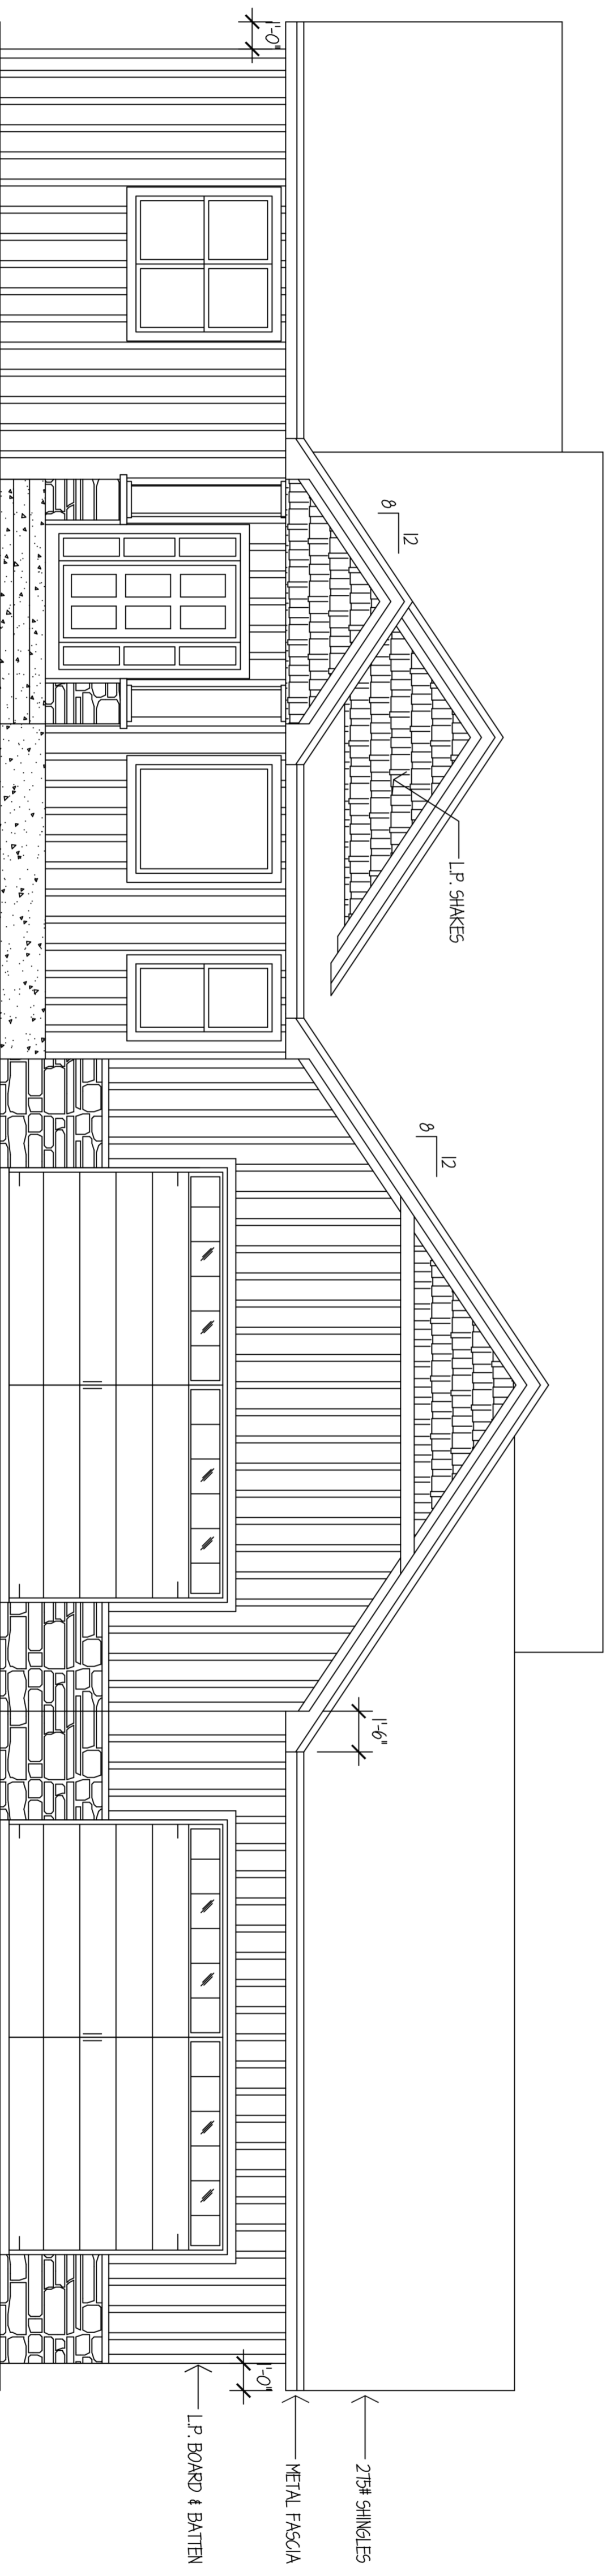 1'-0"
8
12
L.P. SHAKES
8
12
1'-6"
1'-0"
275# SHINGLES
METAL FASCIA
L.P. BOARD & BATTEN